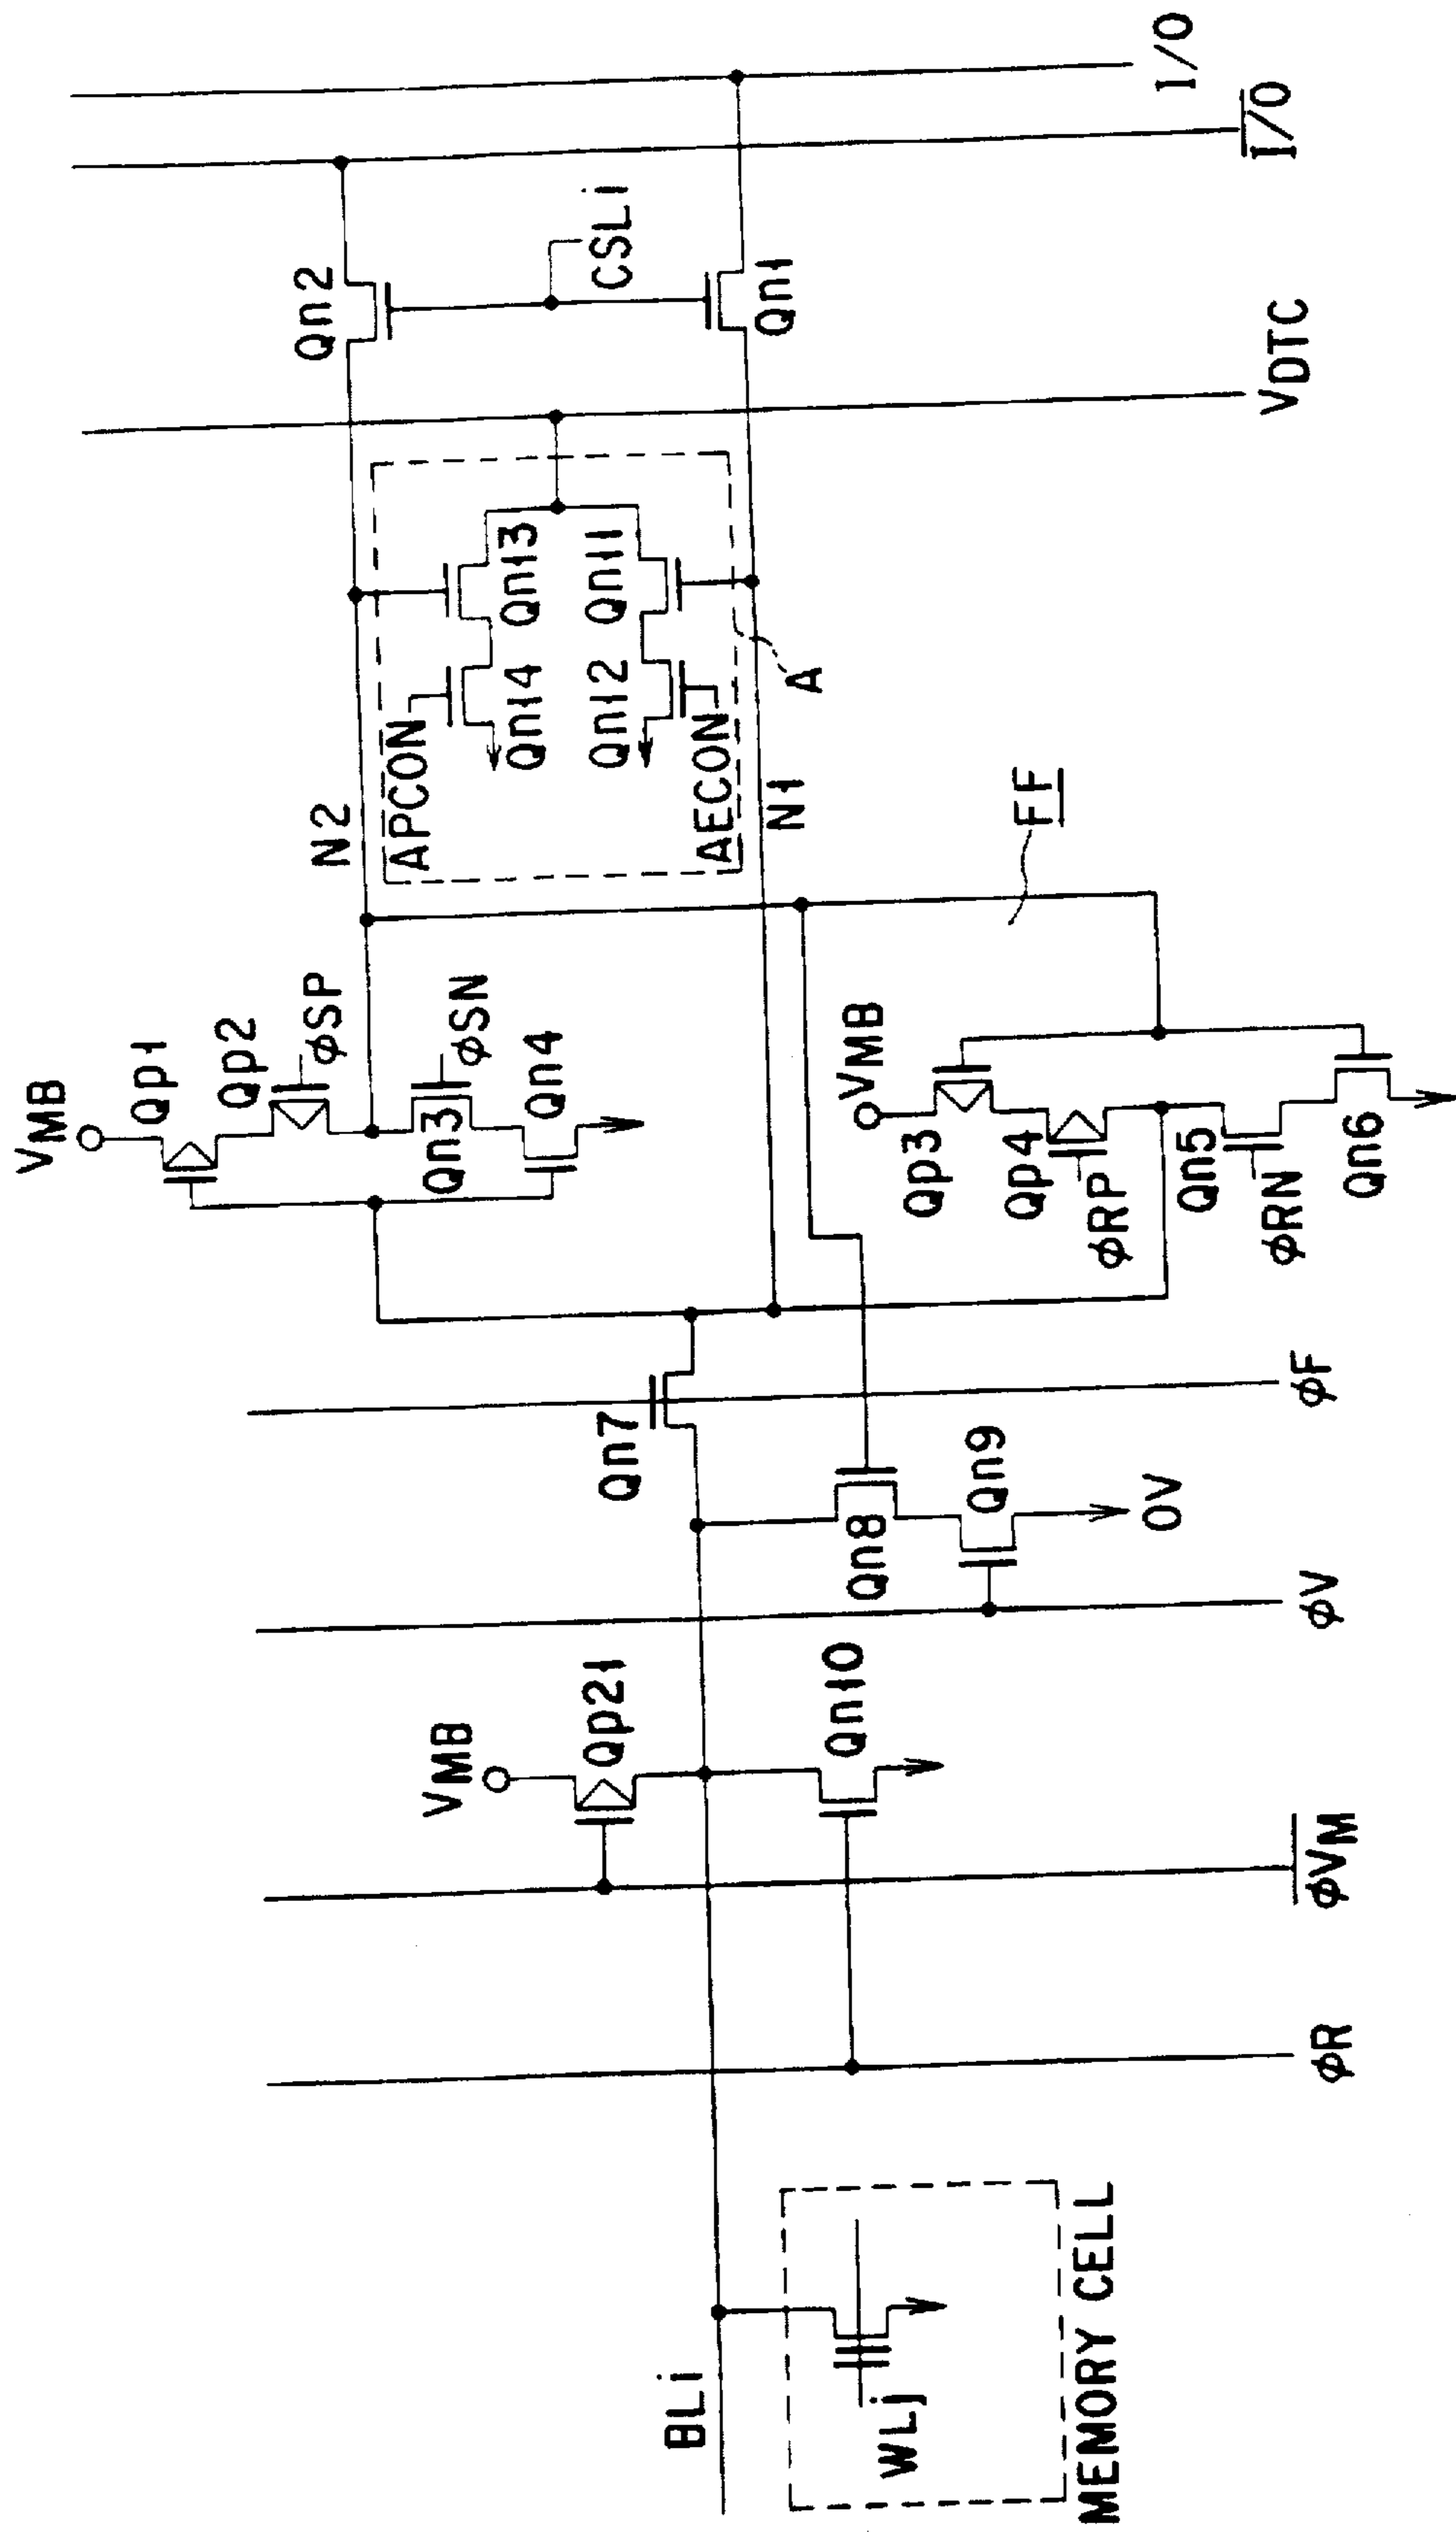 I/O
I/O
CSLi
Qn2
Qn1
VDTC
Qn13
Qn11
Qn14
Qn12
APCON
AECON
A
N2
N1
FF
VMB
Qp1
Qp2
φSP
φSN
Qn3
Qn4
VMB
Qp3
Qp4
φRP
Qn5
φRN
Qn6
Qn7
φF
Qn8
Qn9
0V
φV
VMB
Qp21
Qn10
φVM
φR
BLi
WLj
MEMORY CELL